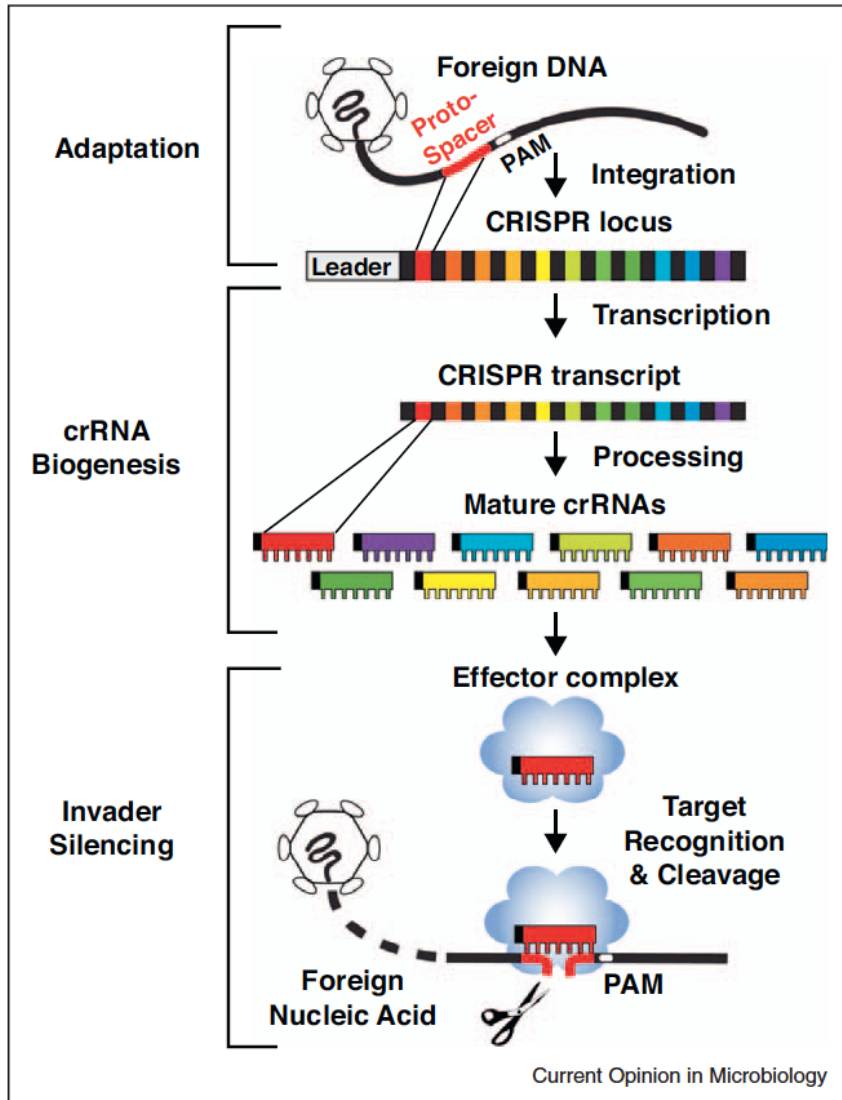 Foreign DNA
Proto-
Spacer
PAM
Adaptation
Integration
CRISPR locus
Leader
Transcription
CRISPR transcript
crRNA
Biogenesis
Processing
Mature crRNAs
Effector complex
Invader
Silencing
Target
Recognition
& Cleavage
Foreign
Nucleic Acid
PAM
Current Opinion in Microbiology